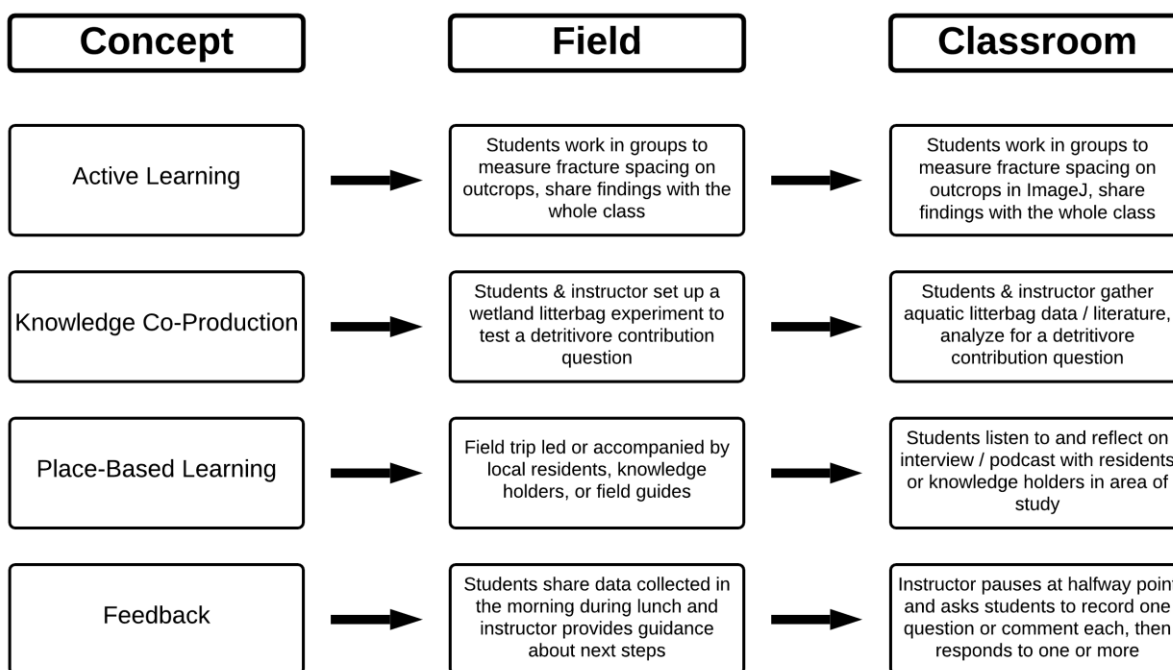 Concept
Field
Classroom
Active Learning
Students work in groups to
measure fracture spacing on
outcrops, share findings with the
whole class
Students work in groups to
measure fracture spacing on
outcrops in ImageJ, share
findings with the whole class
Knowledge Co-Production
Students & instructor set up a
wetland litterbag experiment to
test a detritivore contribution
question
Students & instructor gather
aquatic litterbag data / literature,
analyze for a detritivore
contribution question
Place-Based Learning
Field trip led or accompanied by
local residents, knowledge
holders, or field guides
Students listen to and reflect on
interview / podcast with residents
or knowledge holders in area of
study
Feedback
Students share data collected in
the morning during lunch and
instructor provides guidance
about next steps
Instructor pauses at halfway point
and asks students to record one
question or comment each, then
responds to one or more